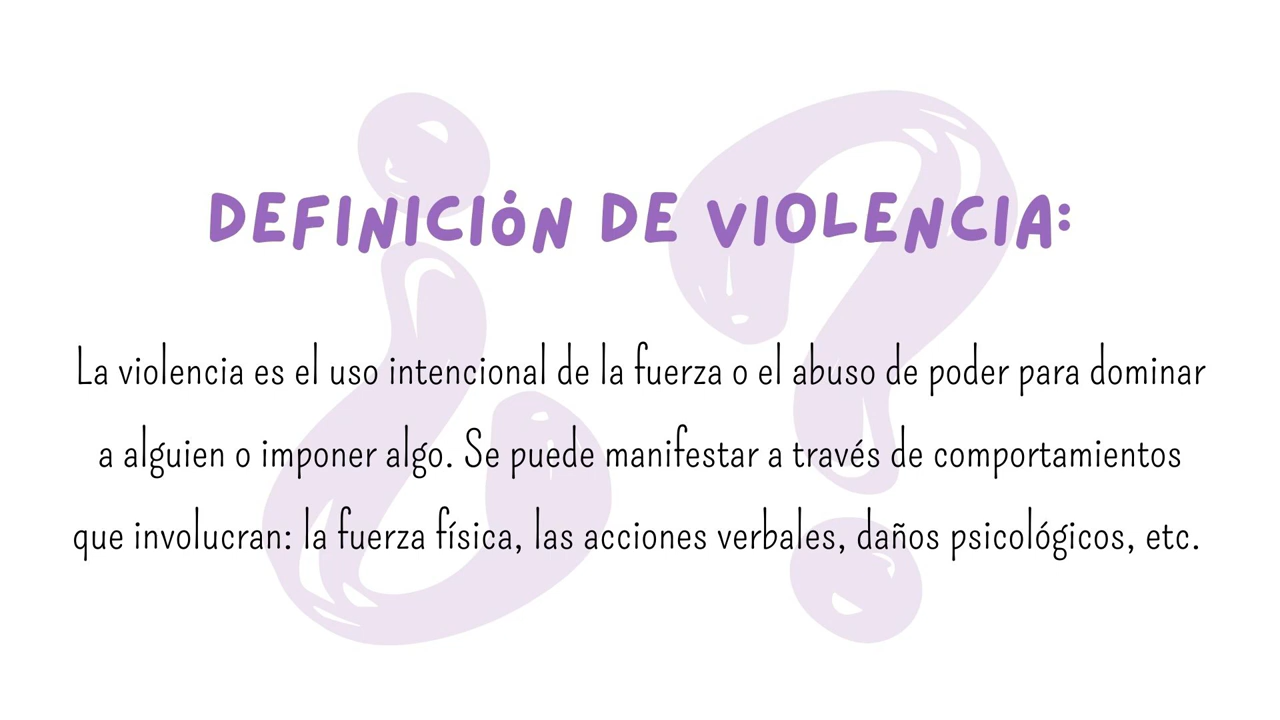 DEFINICIÓN DE VIOLENCIA:
La violencia es el uso intencional de la fuerza o el abuso de poder para dominar
a alguien o imponer algo. Se puede manifestar a través de comportamientos
que involucran: la fuerza física, las acciones verbales, daños psicológicos, etc.